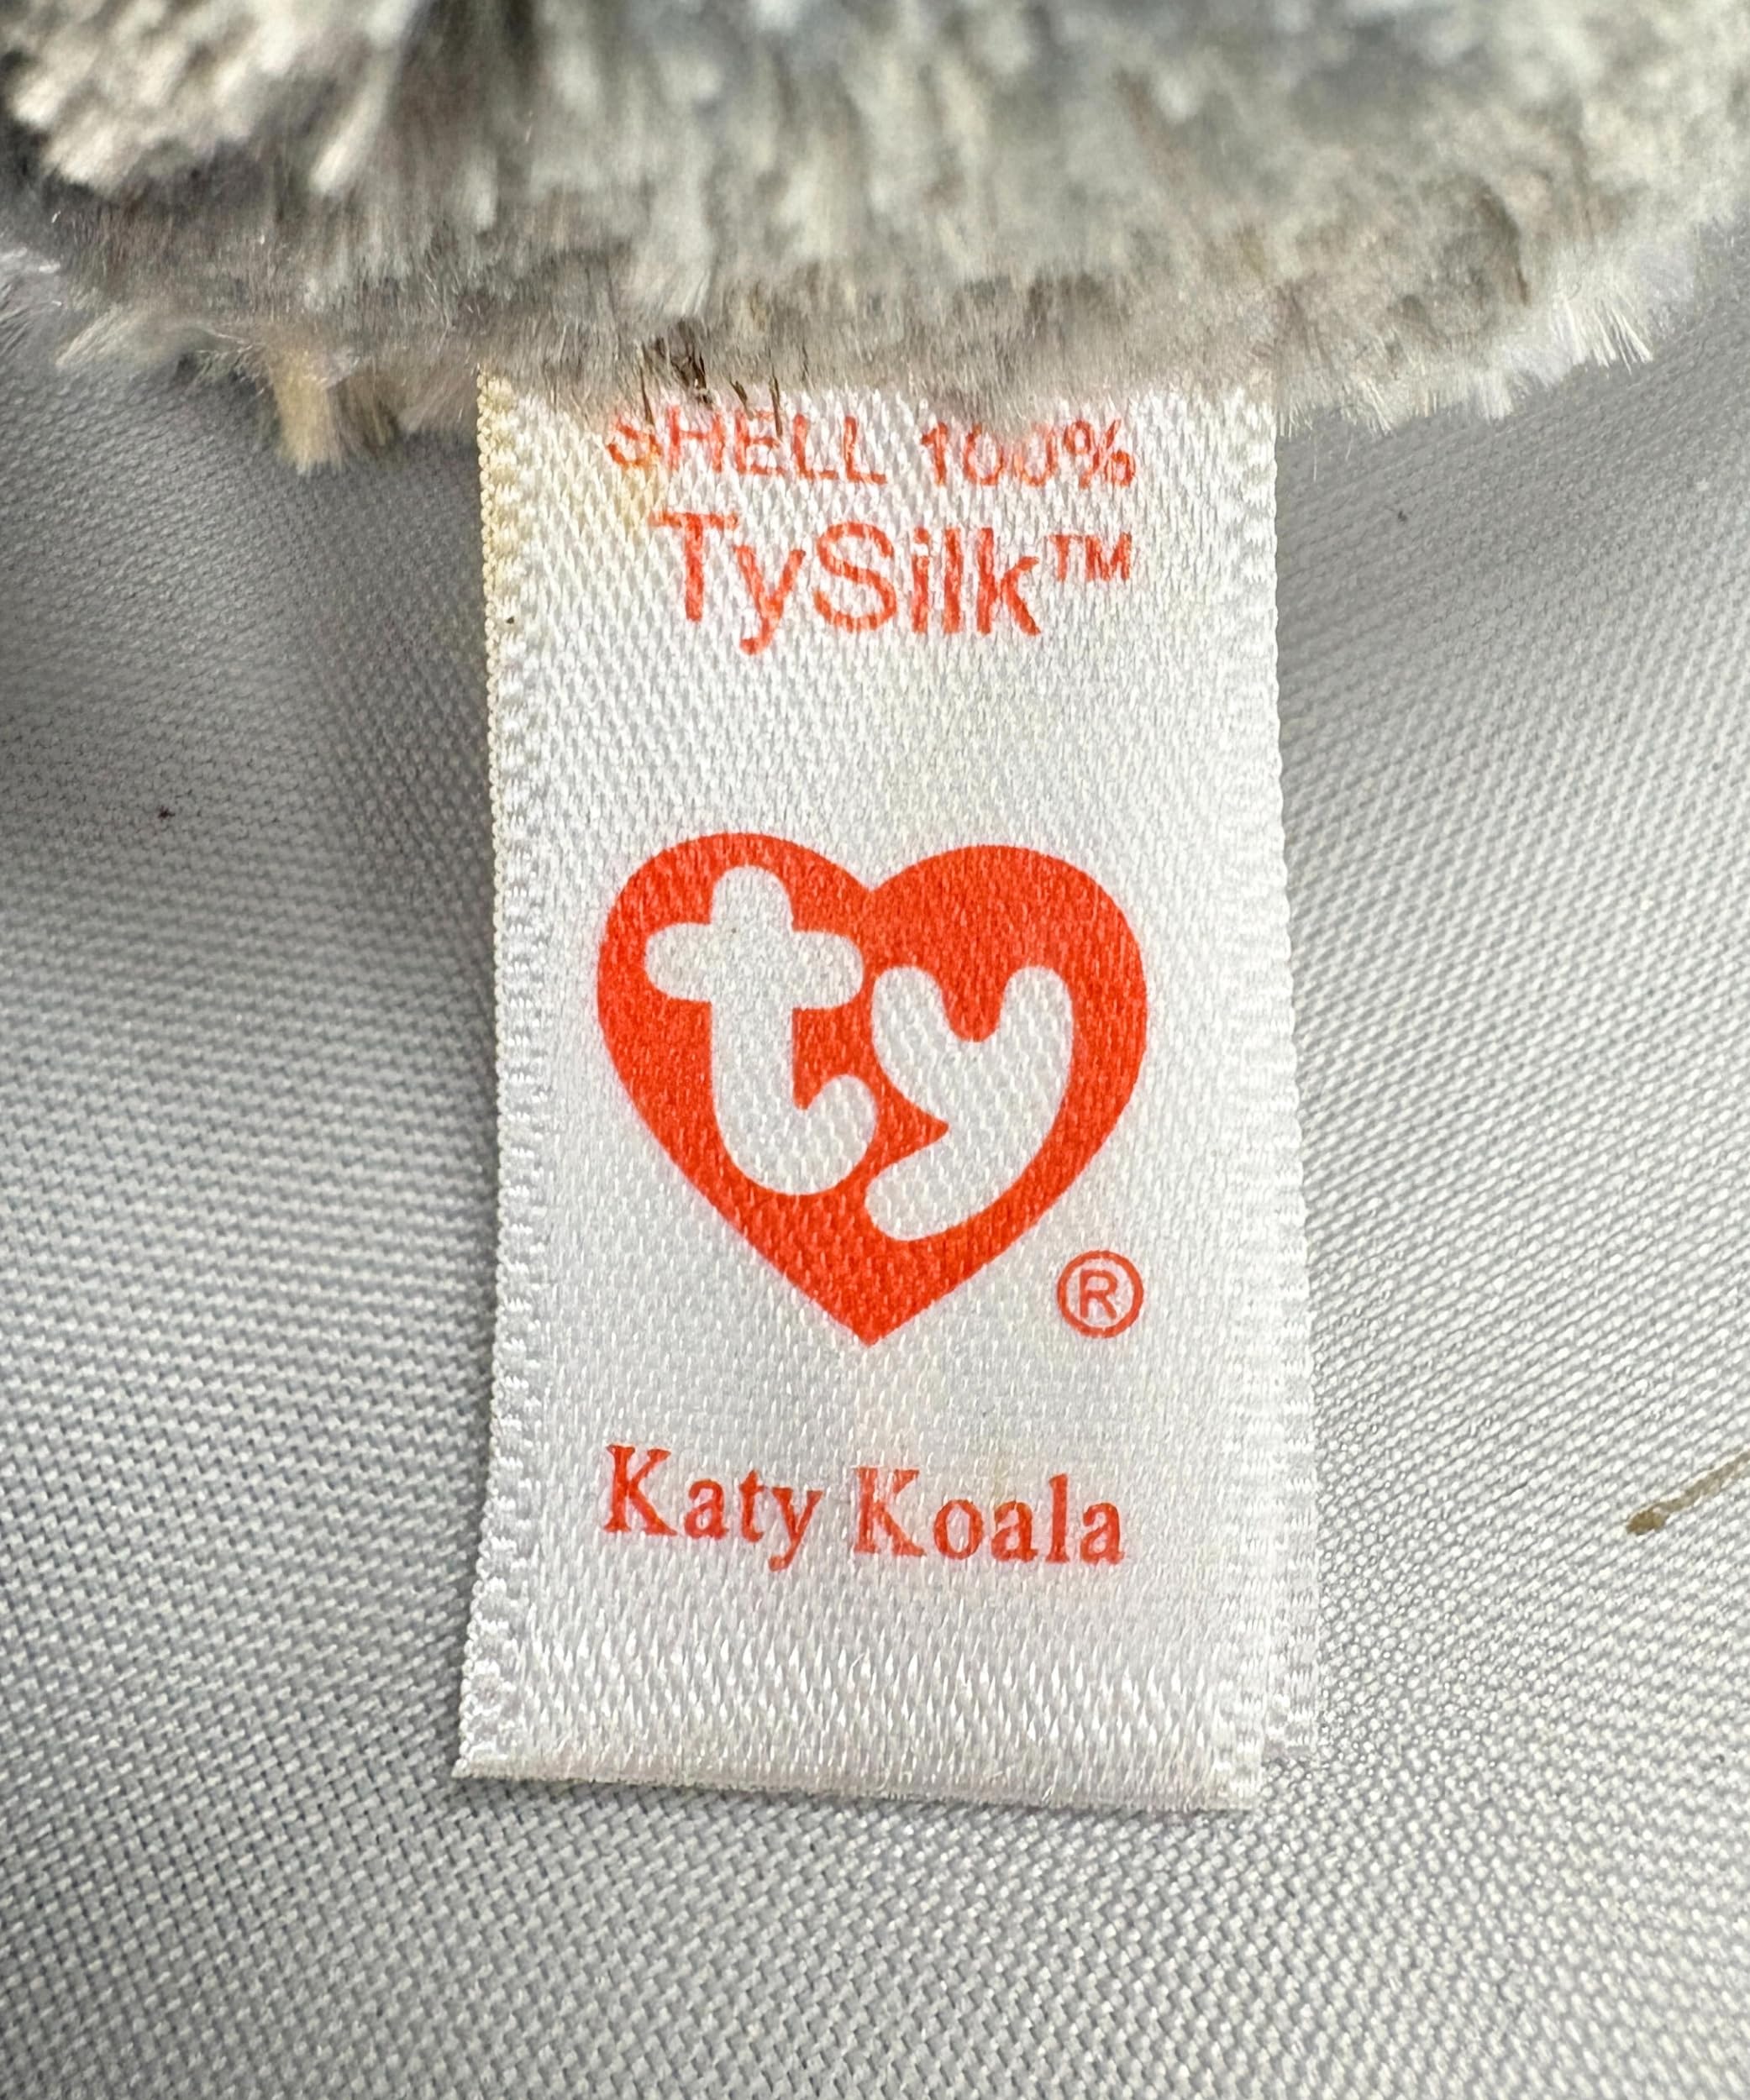 SHELL 100%
TySilk™
ty
®
Katy Koala